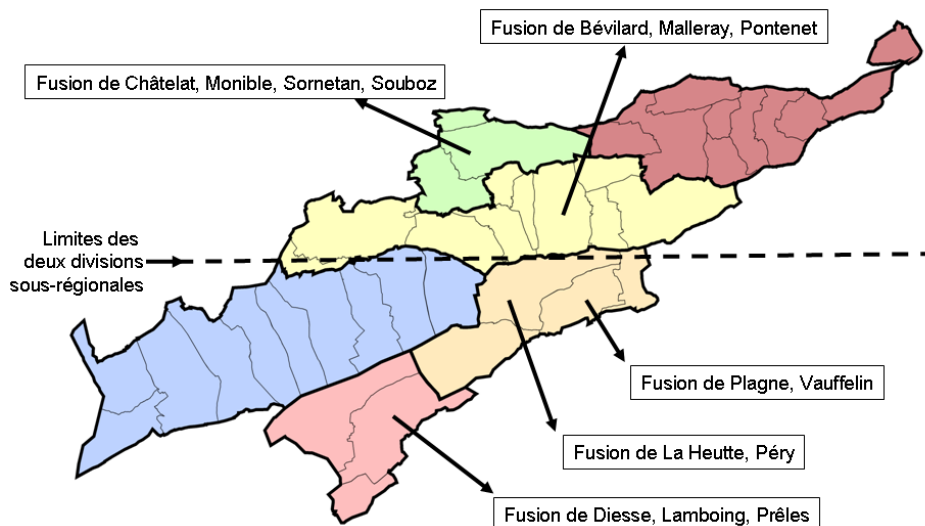 Fusion de Bévilard, Malleray, Pontenet
Fusion de Châtelat, Monible, Sornetan, Souboz
Limites des
deux divisions
sous-régionales
Fusion de Plagne, Vauffelin
Fusion de La Heutte, Péry
Fusion de Diesse, Lamboing, Prêles